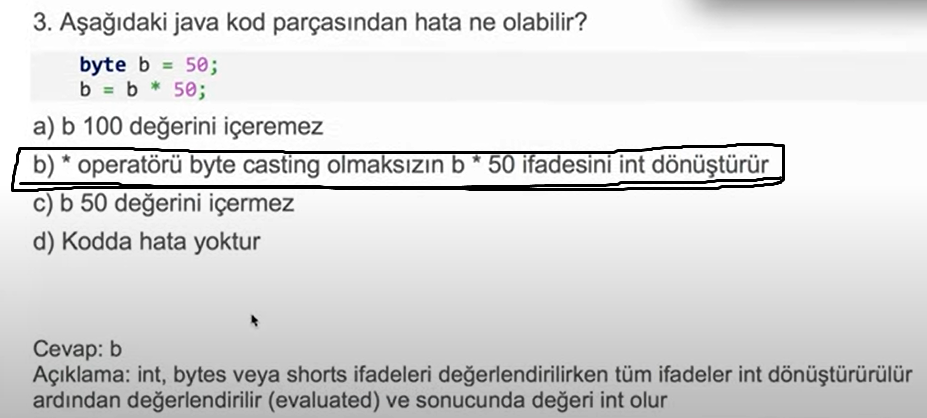 3. Aşağıdaki java kod parçasından hata ne olabilir?
byte b = 50;
b = b * 50;
a) b 100 değerini içeremez
b) * operatörü byte casting olmaksızın b * 50 ifadesini int dönüştürür
c) b 50 değerini içermez
d) Kodda hata yoktur
Cevap: b
Açıklama: int, bytes veya shorts ifadeleri değerlendirilirken tüm ifadeler int dönüştürürülür
ardından değerlendirilir (evaluated) ve sonucunda değeri int olur